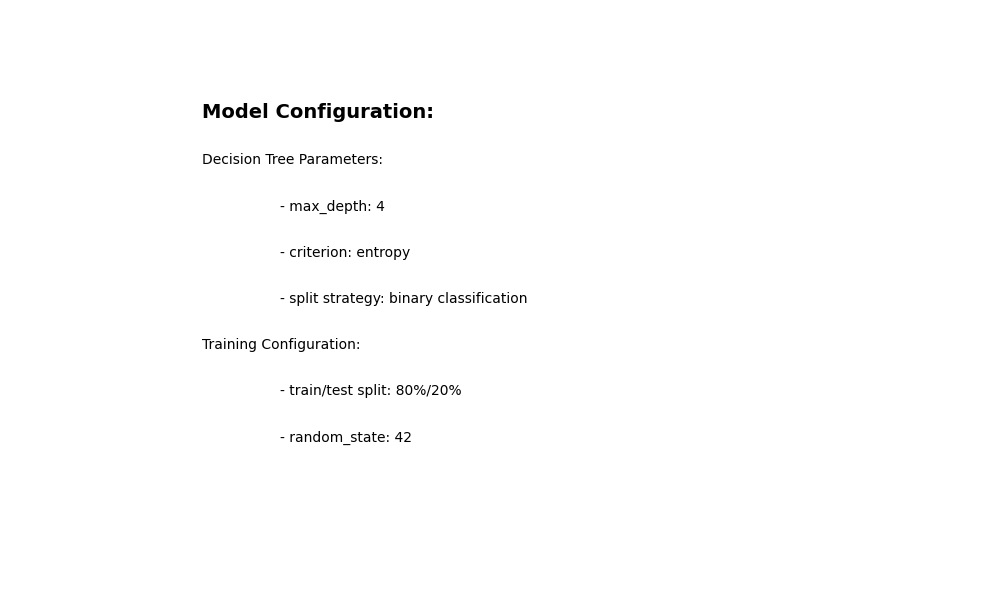 Model Configuration:
Decision Tree Parameters:
- max_depth: 4
- criterion: entropy
- split strategy: binary classification
Training Configuration:
- train/test split: 80%/20%
- random_state: 42